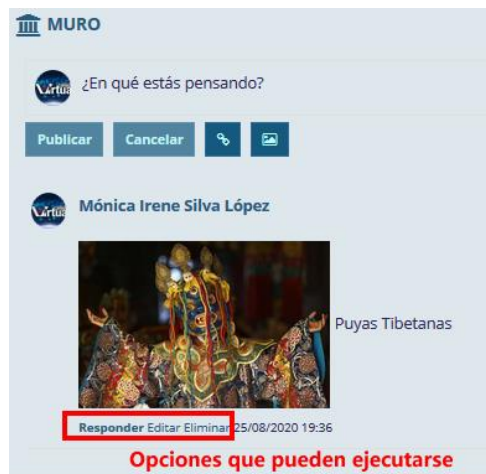 MURO
¿En qué estás pensando?
Publicar Cancelar
Mónica Irene Silva López
Puyas Tibetanas
Responder Editar Eliminar 25/08/2020 19:36
Opciones que pueden ejecutarse